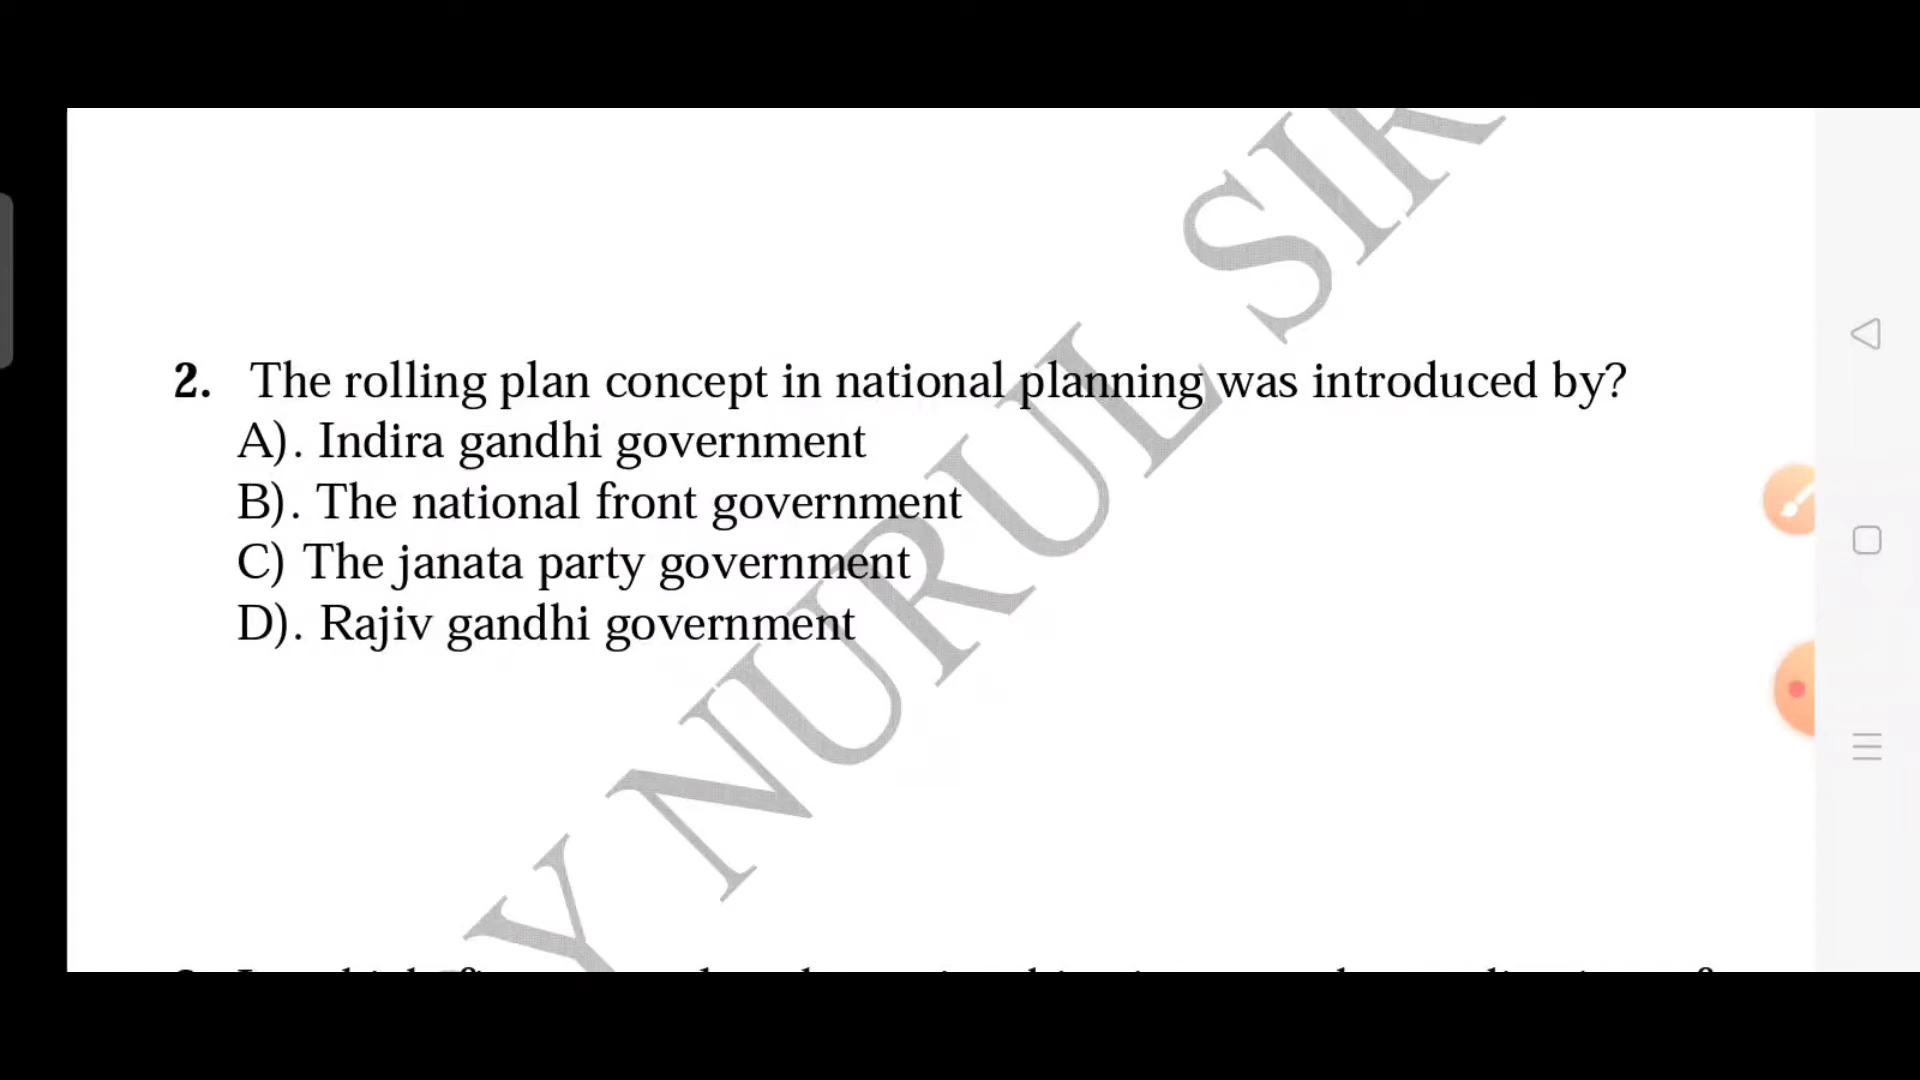 2. The rolling plan concept in national planning was introduced by?
A). Indira gandhi government
B). The national front government
C) The janata party government
D). Rajiv gandhi government
Y NURUL SIR